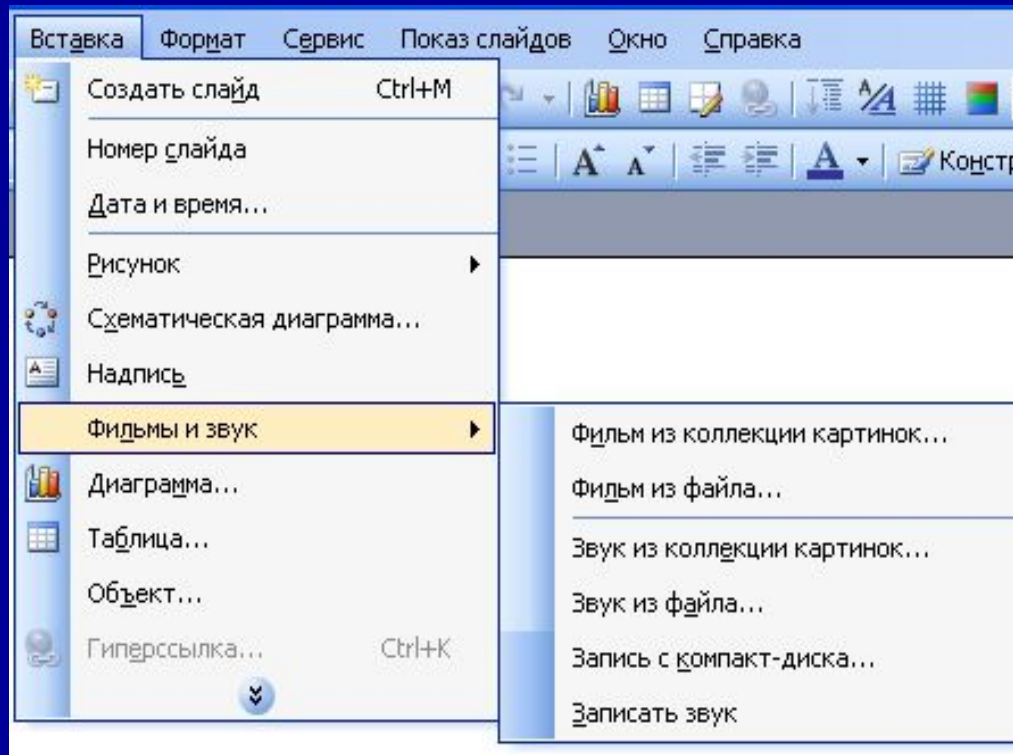 Вставка Формат Сервис Показ слайдов Окно Справка
Создать слайд Ctrl+M
Номер слайда
Дата и время...
Рисунок
Схематическая диаграмма...
Надпись
Фильмы и звук
Диаграмма...
Таблица...
Объект...
Гиперссылка... Ctrl+K
Фильм из коллекции картинок...
Фильм из файла...
Звук из коллекции картинок...
Звук из файла...
Запись с компакт-диска...
Записать звук
Констр